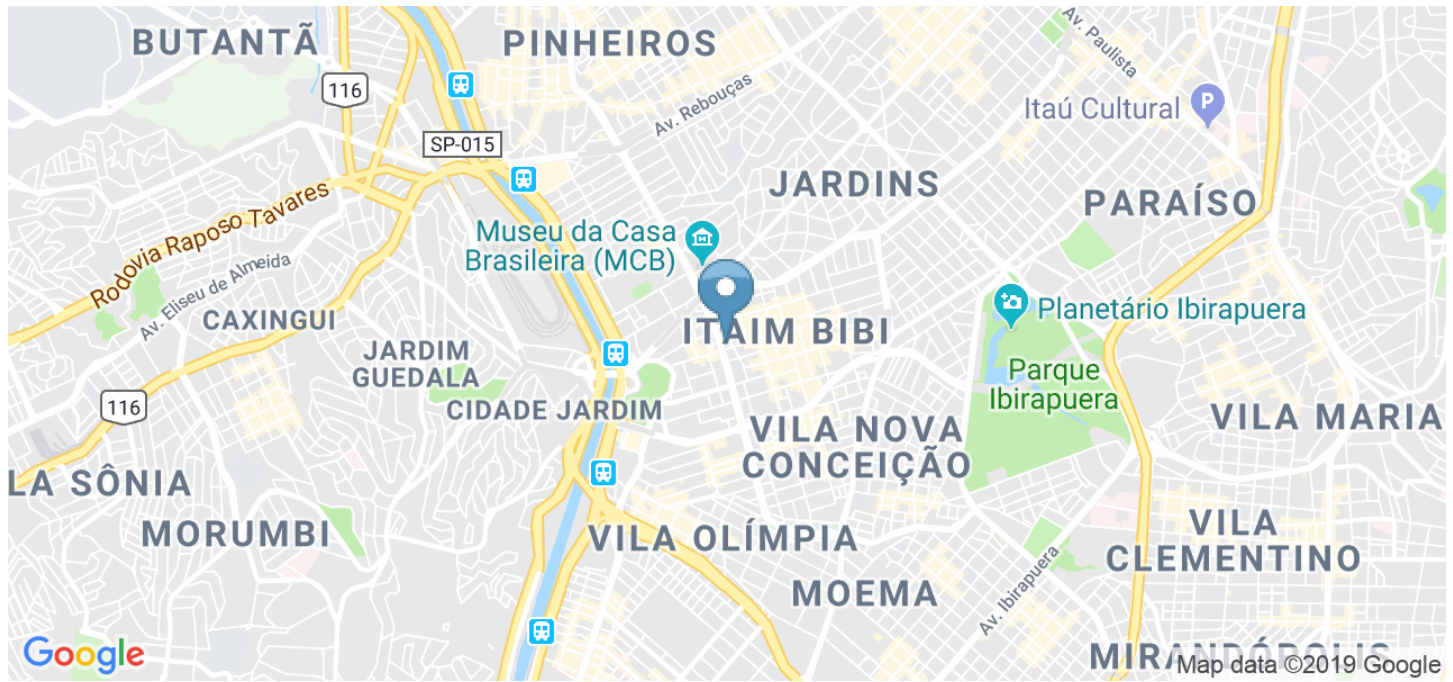 BUTANTÃ
PINHEIROS
Av. Paulista
116
Av. Rebouças
Itaú Cultural
P
SP-015
JARDINS
PARAÍSO
Rodovia Raposo Tavares
Museu da Casa
Brasileira (MCB)
Av. Eliseu de Almeida
CAXINGUI
ITAIM BIBI
Planetário Ibirapuera
JARDIM
GUEDALA
Parque
Ibirapuera
116
CIDADE JARDIM
VILA MARIA
VILA NOVA
CONCEIÇÃO
LA SÔNIA
MORUMBI
VILA OLÍMPIA
VILA
CLEMENTINO
MOEMA
Av. Ibirapuera
MIRANDÓPOLIS
Google
Map data ©2019 Google